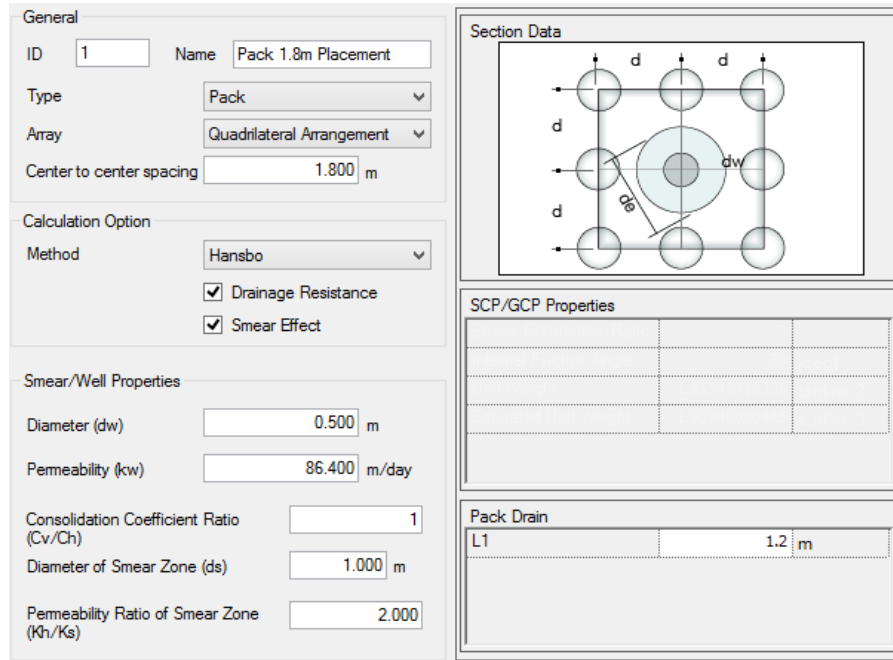 General
ID 1 Name Pack 1.8m Placement
Type Pack
Array Quadrilateral Arrangement
Center to center spacing 1.800 m
Calculation Option
Method Hansbo
Drainage Resistance
Smear Effect
Smear/Well Properties
Diameter (dw) 0.500 m
Permeability (kw) 86.400 m/day
Consolidation Coefficient Ratio 1
(Cv/Ch)
Diameter of Smear Zone (ds) 1.000 m
Permeability Ratio of Smear Zone 2.000
(Kh/Ks)
Section Data
d d
d
dw
de
d
SCP/GCP Properties
Pack Drain
L1 1.2 m